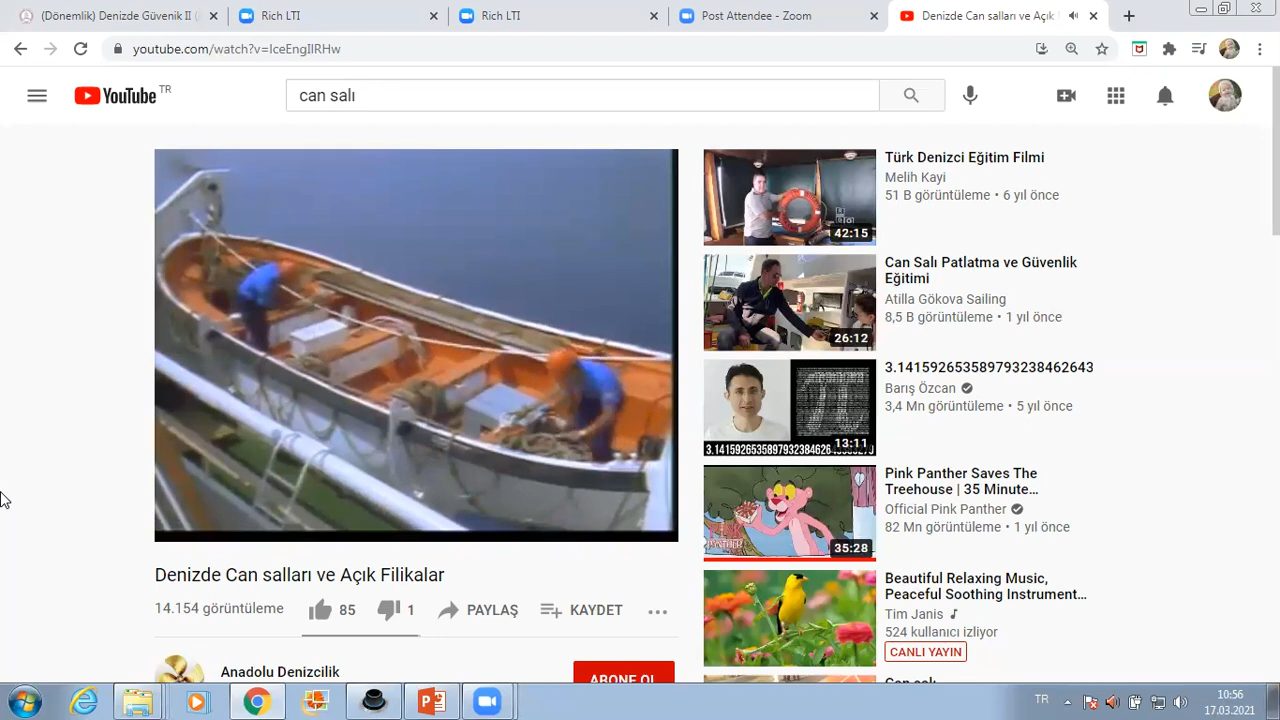 (Dönemlik) Denizde Güvenik II (
Rich LTI
Rich LTI
Post Attendee - Zoom
Denizde Can salları ve Açık
youtube.com/watch?v=IceEngIlRHw
YouTube TR
can salı
Türk Denizci Eğitim Filmi
Melih Kayi
51 B görüntüleme • 6 yıl önce
42:15
Can Salı Patlatma ve Güvenlik
Eğitimi
Atilla Gökova Sailing
8,5 B görüntüleme • 1 yıl önce
26:12
3.141592653589793238462643
Barış Özcan
3,4 Mn görüntüleme • 5 yıl önce
13:11
Pink Panther Saves The
Treehouse | 35 Minute…
Official Pink Panther
82 Mn görüntüleme • 1 yıl önce
35:28
Beautiful Relaxing Music,
Peaceful Soothing Instrument…
Tim Janis
524 kullanıcı izliyor
CANLI YAYIN
Denizde Can salları ve Açık Filikalar
14.154 görüntüleme
85
1
PAYLAŞ
KAYDET
Anadolu Denizcilik
ABONE OL
Can salı
TR
10:56
17.03.2021